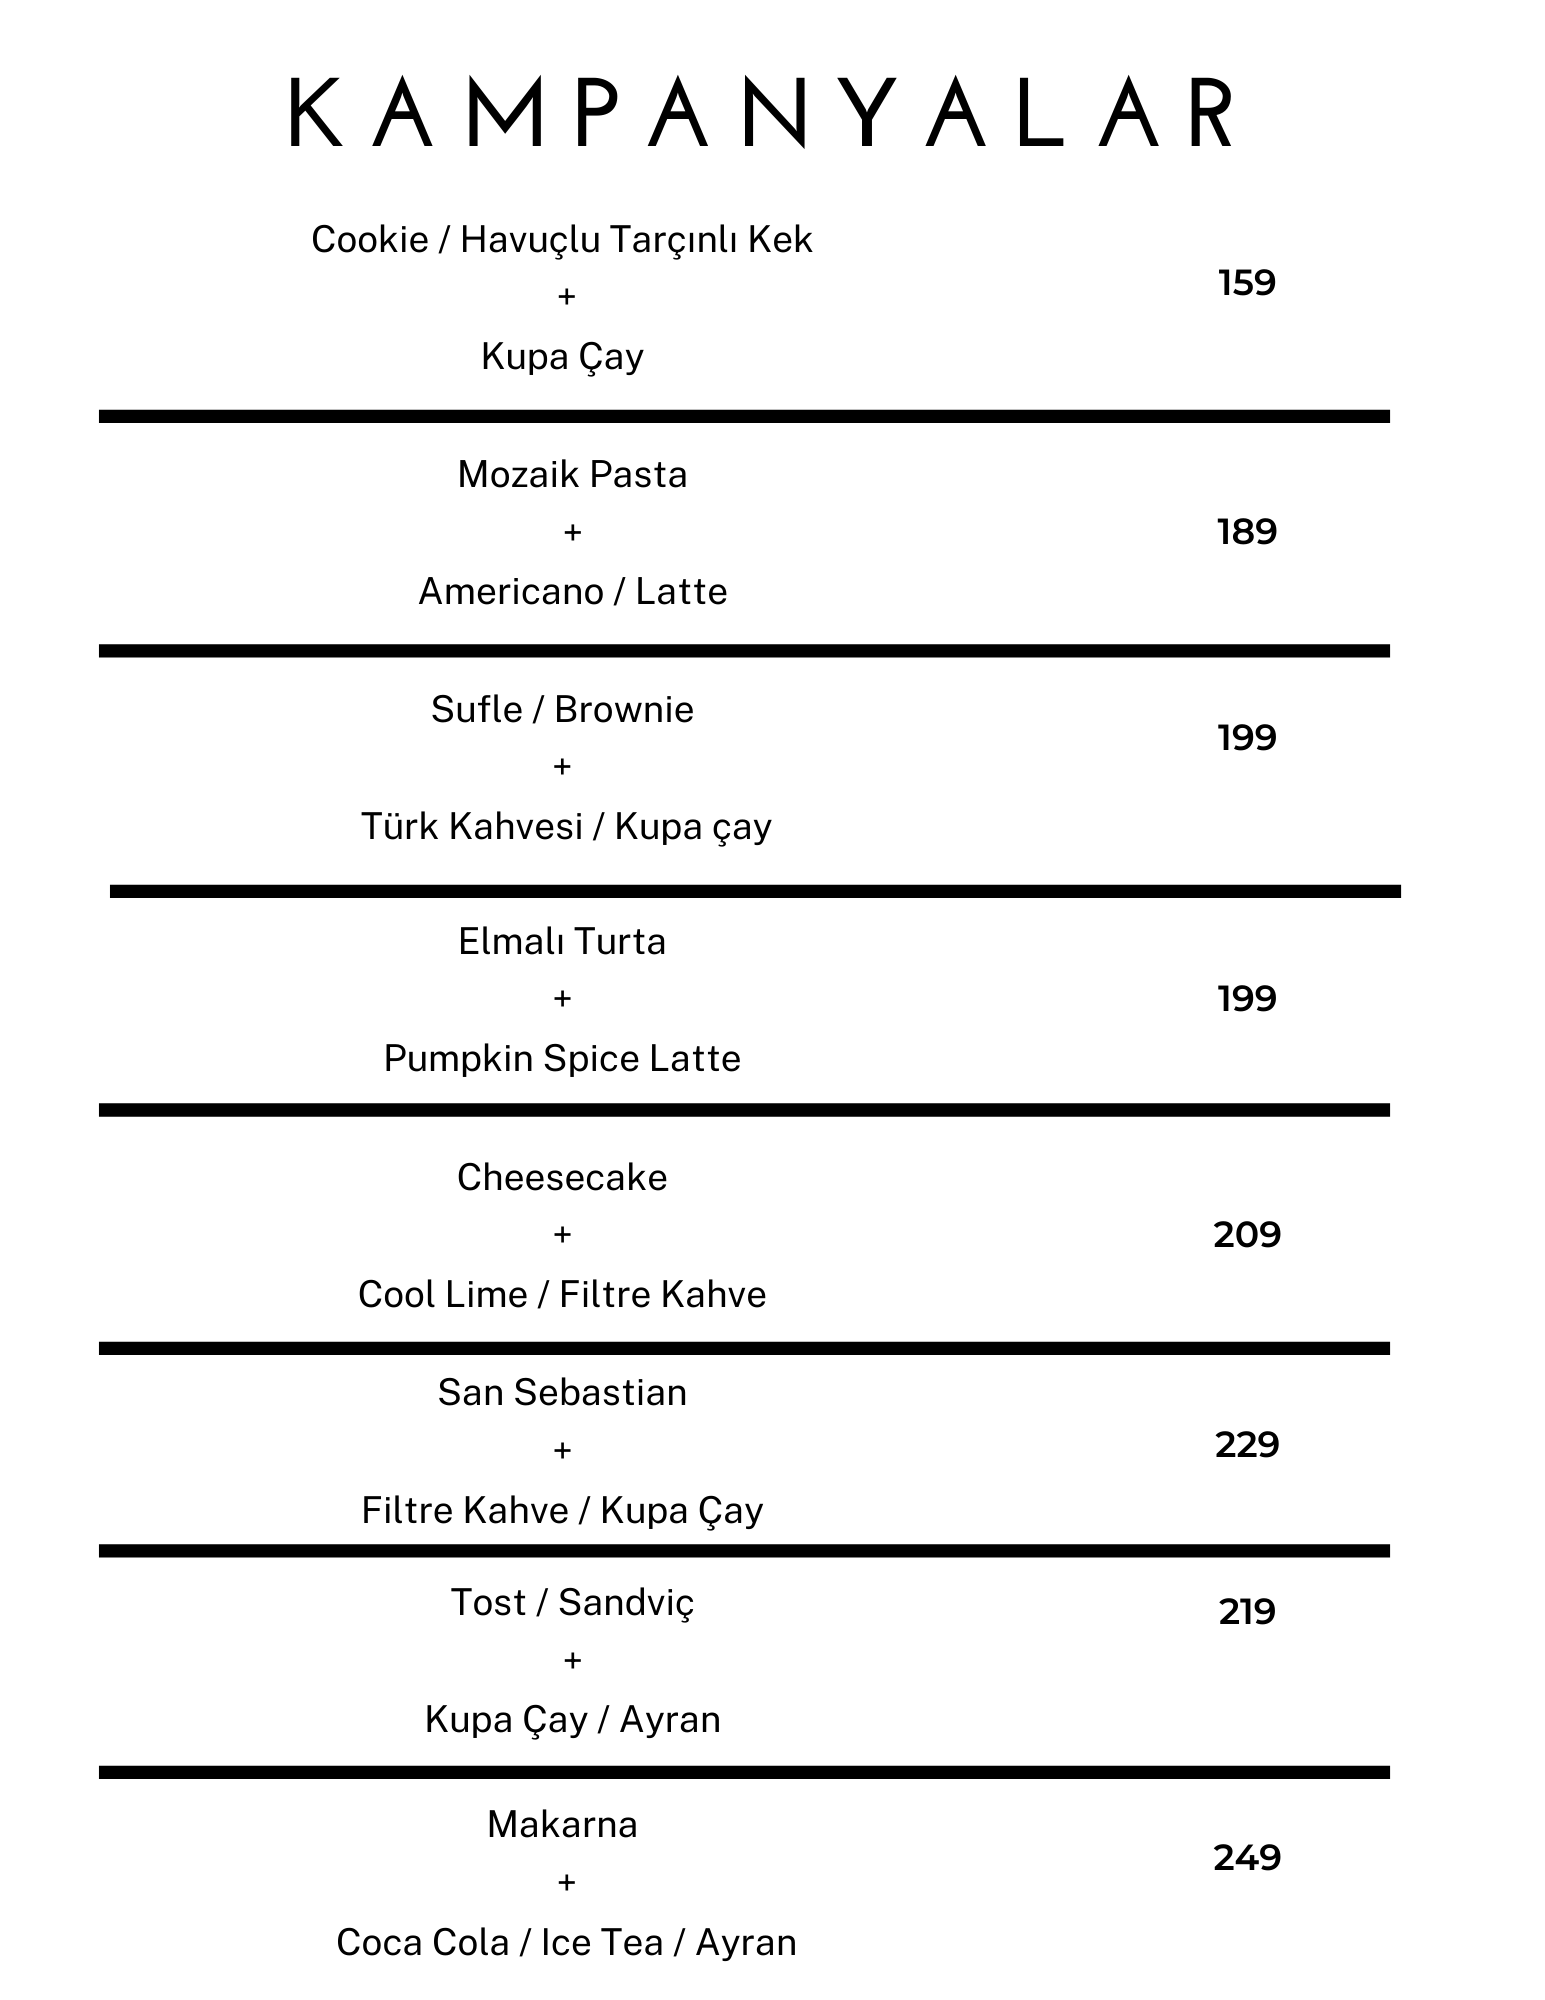 KAMPANYALAR
Cookie / Havuçlu Tarçınlı Kek
+
159
Kupa Çay
Mozaik Pasta
+
189
Americano / Latte
Sufle / Brownie
199
+
Türk Kahvesi / Kupa çay
Elmalı Turta
+
199
Pumpkin Spice Latte
Cheesecake
+
209
Cool Lime / Filtre Kahve
San Sebastian
+
229
Filtre Kahve / Kupa Çay
Tost / Sandviç
219
+
Kupa Çay / Ayran
Makarna
249
+
Coca Cola / Ice Tea / Ayran